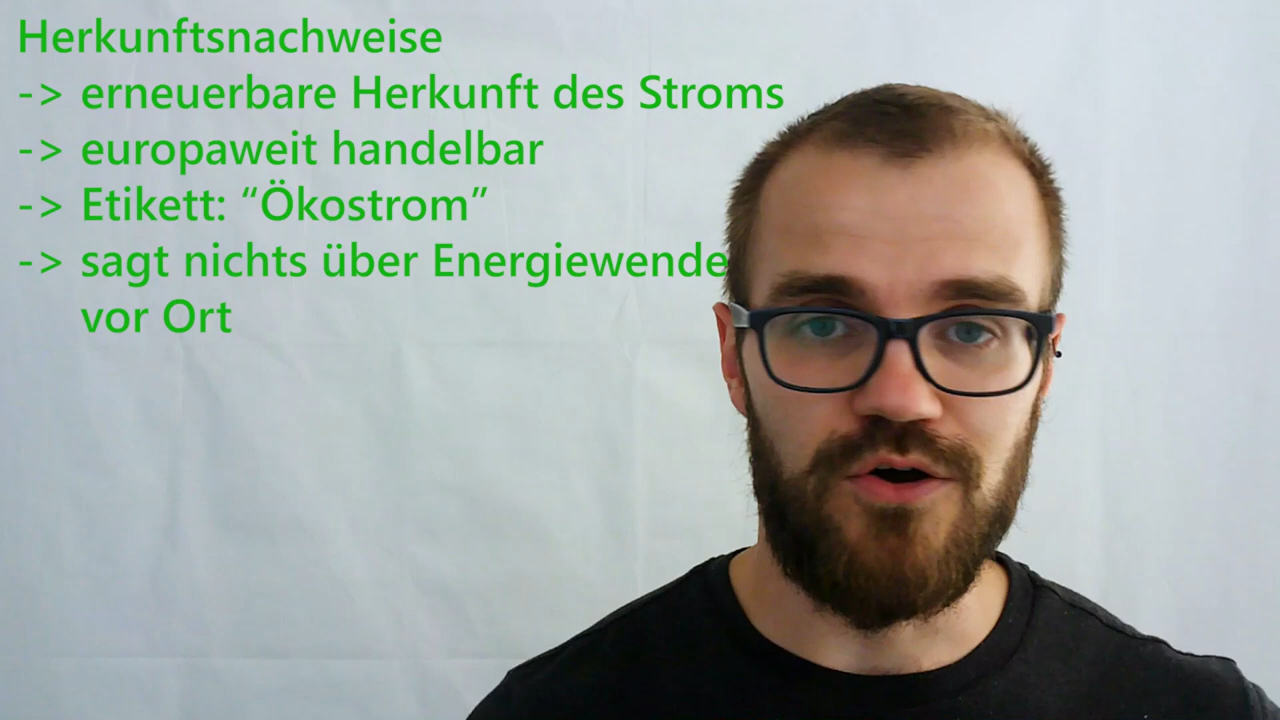 Herkunftsnachweise
-> erneuerbare Herkunft des Stroms
-> europaweit handelbar
-> Etikett: “Ökostrom”
-> sagt nichts über Energiewende
vor Ort